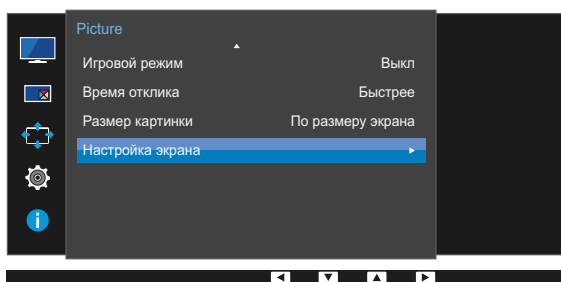 Picture
Игровой режим Выкл
Время отклика Быстрее
Размер картинки По размеру экрана
Настройка экрана